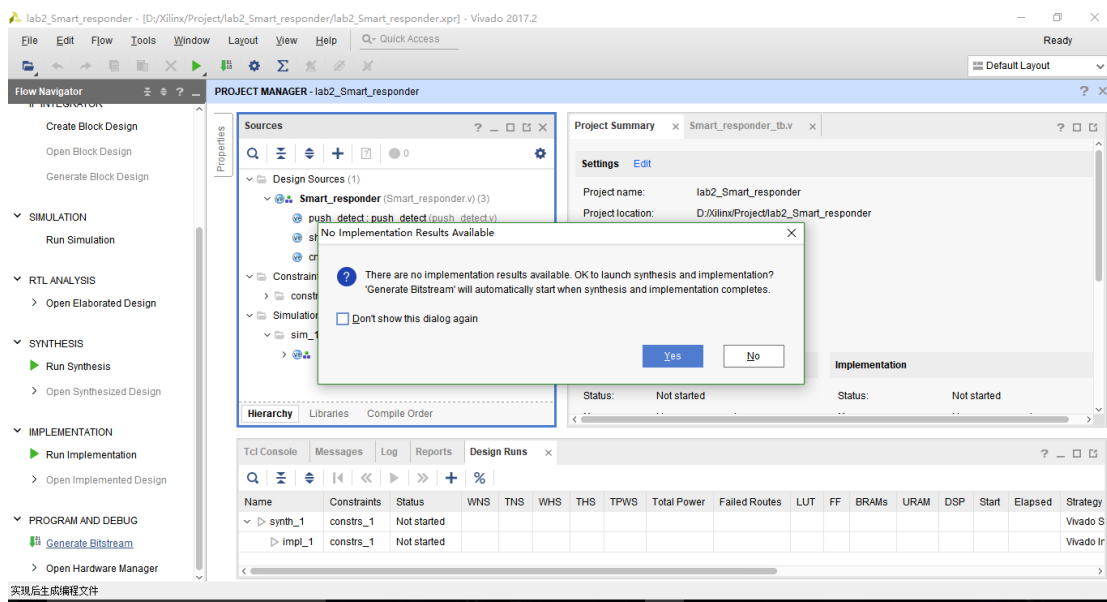 lab2_Smart_responder - [D:/Xilinx/Project/lab2_Smart_responder/lab2_Smart_responder.xpr] - Vivado 2017.2
File Edit Flow Tools Window Layout View Help Quick Access Ready
Default Layout
Flow Navigator
PROJECT MANAGER - lab2_Smart_responder
IP INTEGRATOR
Create Block Design
Open Block Design
Generate Block Design
SIMULATION
Run Simulation
RTL ANALYSIS
Open Elaborated Design
SYNTHESIS
Run Synthesis
Open Synthesized Design
IMPLEMENTATION
Run Implementation
Open Implemented Design
PROGRAM AND DEBUG
Generate Bitstream
Open Hardware Manager
Properties
Sources
0
Design Sources (1)
Smart_responder (Smart_responder.v) (3)
push_detect : push_detect (push_detect.v)
Constrain
constr
Simulation
sim_1
Hierarchy Libraries Compile Order
Project Summary Smart_responder_tb.v
Settings Edit
Project name: lab2_Smart_responder
Project location: D:/Xilinx/Project/lab2_Smart_responder
No Implementation Results Available
There are no implementation results available. OK to launch synthesis and implementation?
'Generate Bitstream' will automatically start when synthesis and implementation completes.
Don't show this dialog again
Yes No
Implementation
Status: Not started Status: Not started
Tcl Console Messages Log Reports Design Runs
Name Constraints Status WNS TNS WHS THS TPWS Total Power Failed Routes LUT FF BRAMs URAM DSP Start Elapsed Strategy
synth_1 constrs_1 Not started Vivado S
impl_1 constrs_1 Not started Vivado Ir
实现后生成编程文件